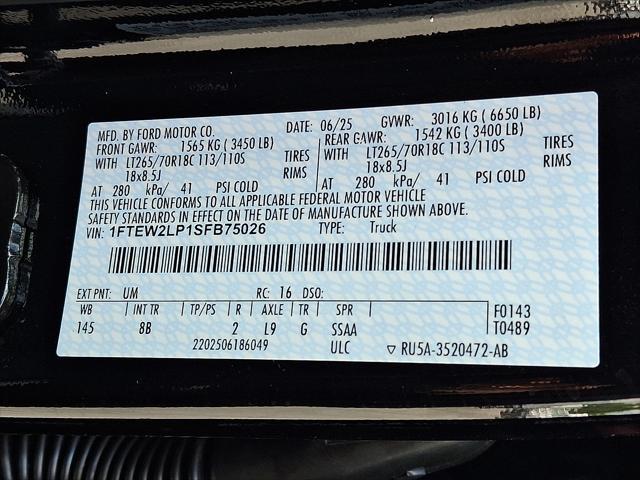 MFD. BY FORD MOTOR CO. DATE: 06/25 GVWR: 3016 KG ( 6650 LB)
FRONT GAWR: 1565 KG ( 3450 LB) REAR GAWR: 1542 KG ( 3400 LB)
WITH LT265/70R18C 113/110S TIRES WITH LT265/70R18C 113/110S TIRES
18x8.5J RIMS 18x8.5J RIMS
AT 280 kPa/ 41 PSI COLD AT 280 kPa/ 41 PSI COLD
THIS VEHICLE CONFORMS TO ALL APPLICABLE FEDERAL MOTOR VEHICLE
SAFETY STANDARDS IN EFFECT ON THE DATE OF MANUFACTURE SHOWN ABOVE.
VIN: 1FTEW2LP1SFB75026 TYPE: Truck
EXT PNT: UM RC: 16 DSO:
WB INT TR TP/PS R AXLE TR SPR F0143
145 8B 2 L9 G SSAA T0489
2202506186049 ULC ▽ RU5A-3520472-AB